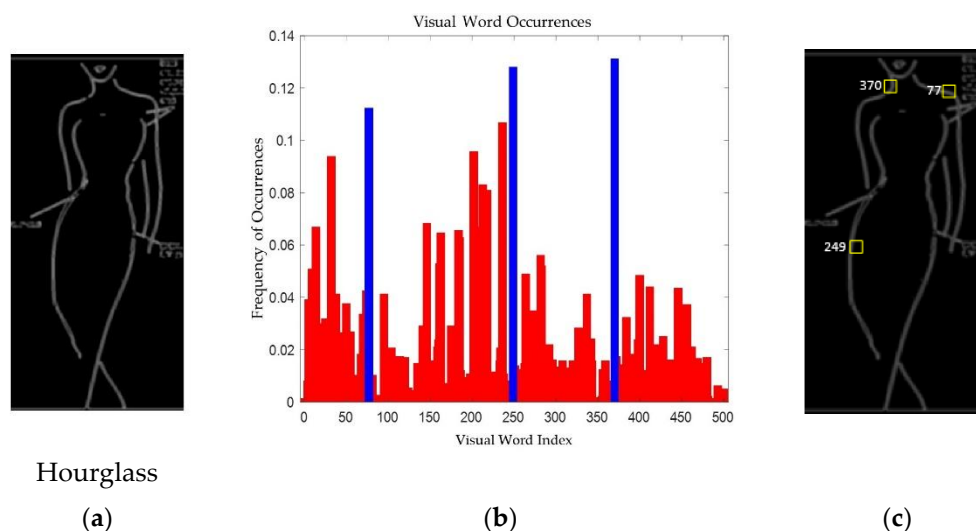 Visual Word Occurrences
0.14
0.12
0.1
0.08
0.06
0.04
0.02
0
Frequency of Occurrences
0 50 100 150 200 250 300 350 400 450 500
Visual Word Index
370
77
249
Hourglass
(a)
(b)
(c)